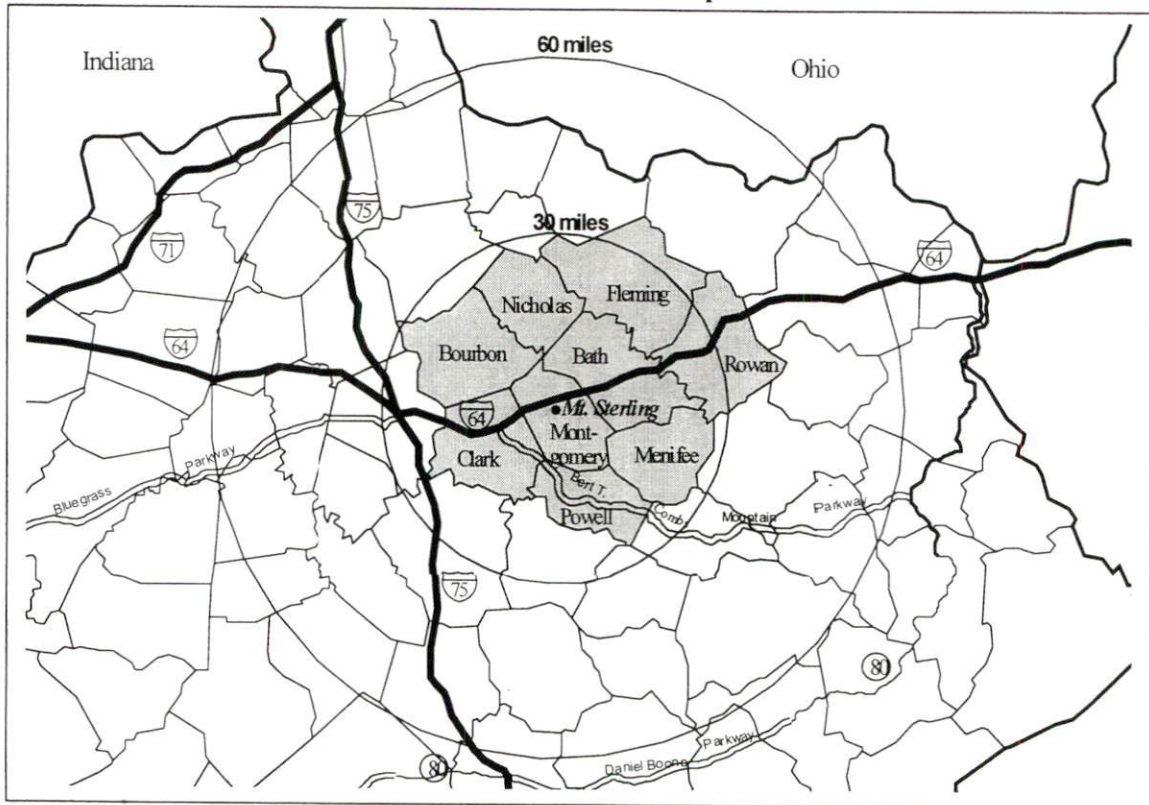 60 miles
Indiana
Ohio
75
30 miles
71
64
Nicholas
Fleming
64
Bourbon
Bath
Rowan
64
Mt. Sterling
Mont-
gomery
Clark
Menifee
Bluegrass Parkway
Bert T. Combs Mountain Parkway
Powell
75
80
80
Daniel Boone Parkway